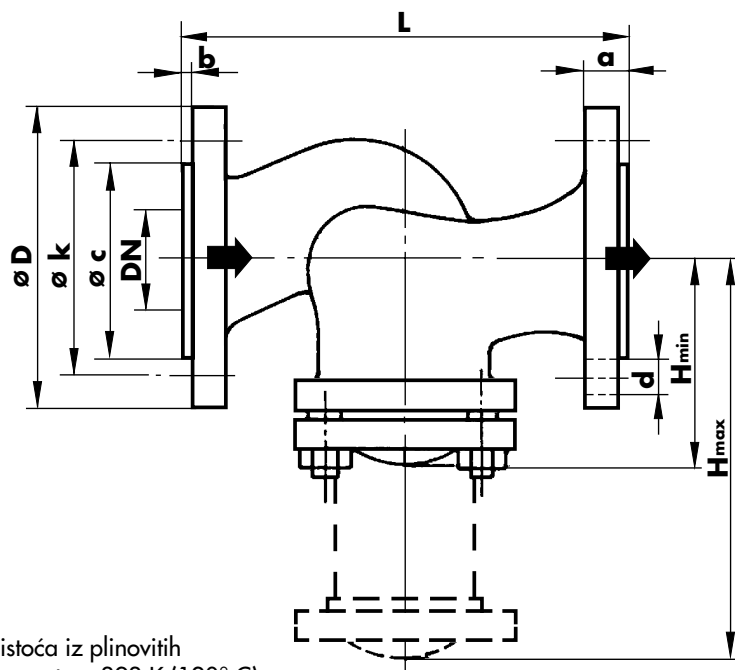 L
b
a
ø D
ø k
ø c
DN
Hmin
d
Hmax
istoća iz plinovitih